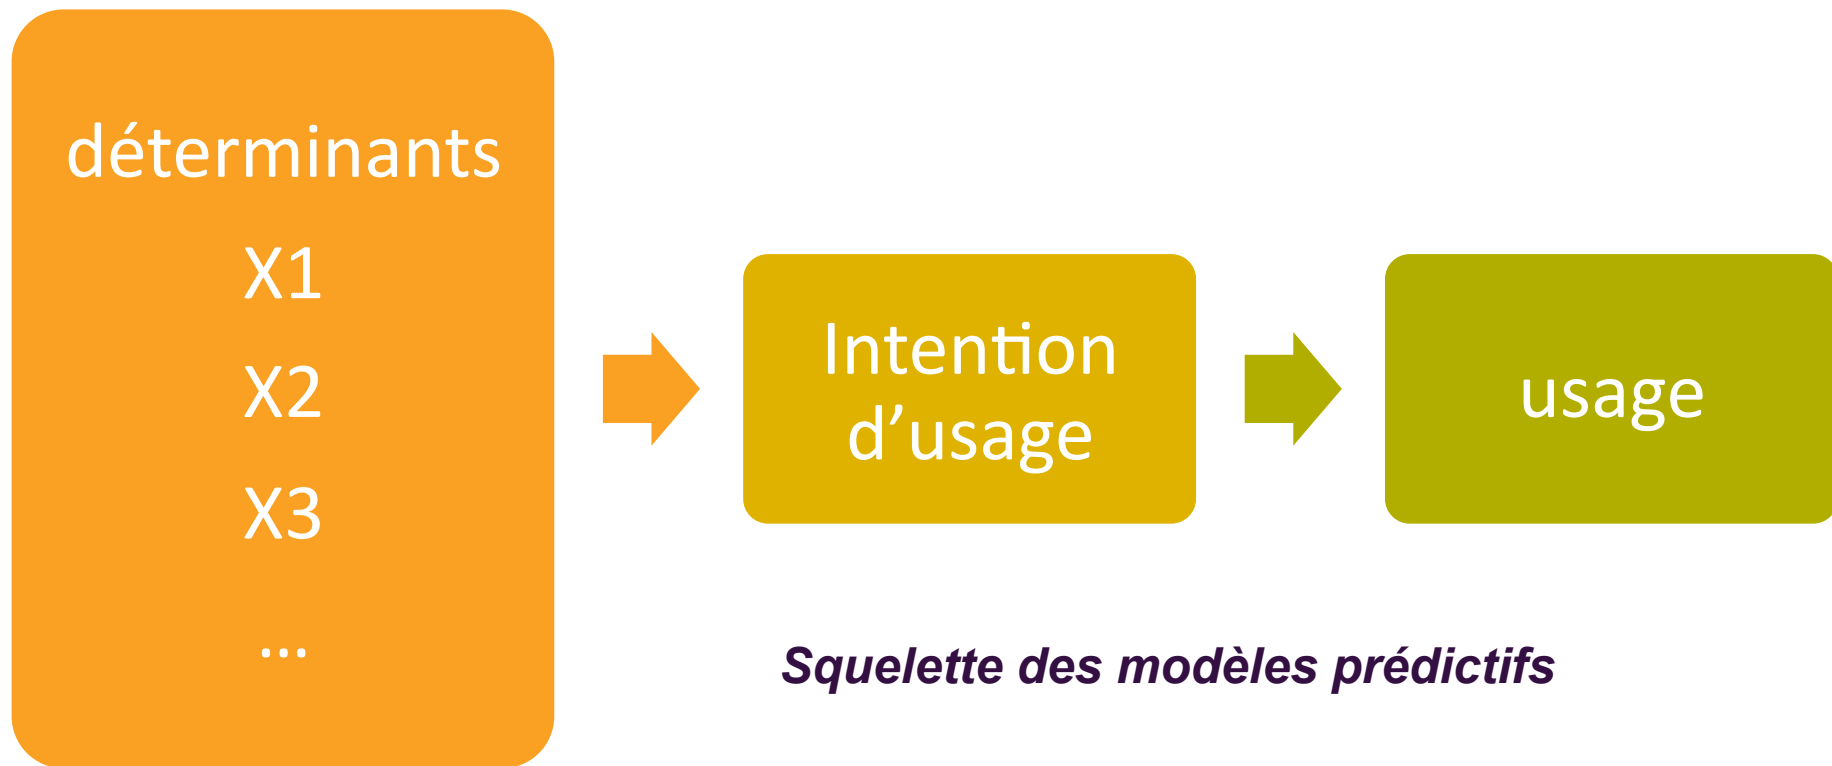 déterminants
X1
X2
X3
...
Intention
d’usage
usage
Squelette des modèles prédictifs